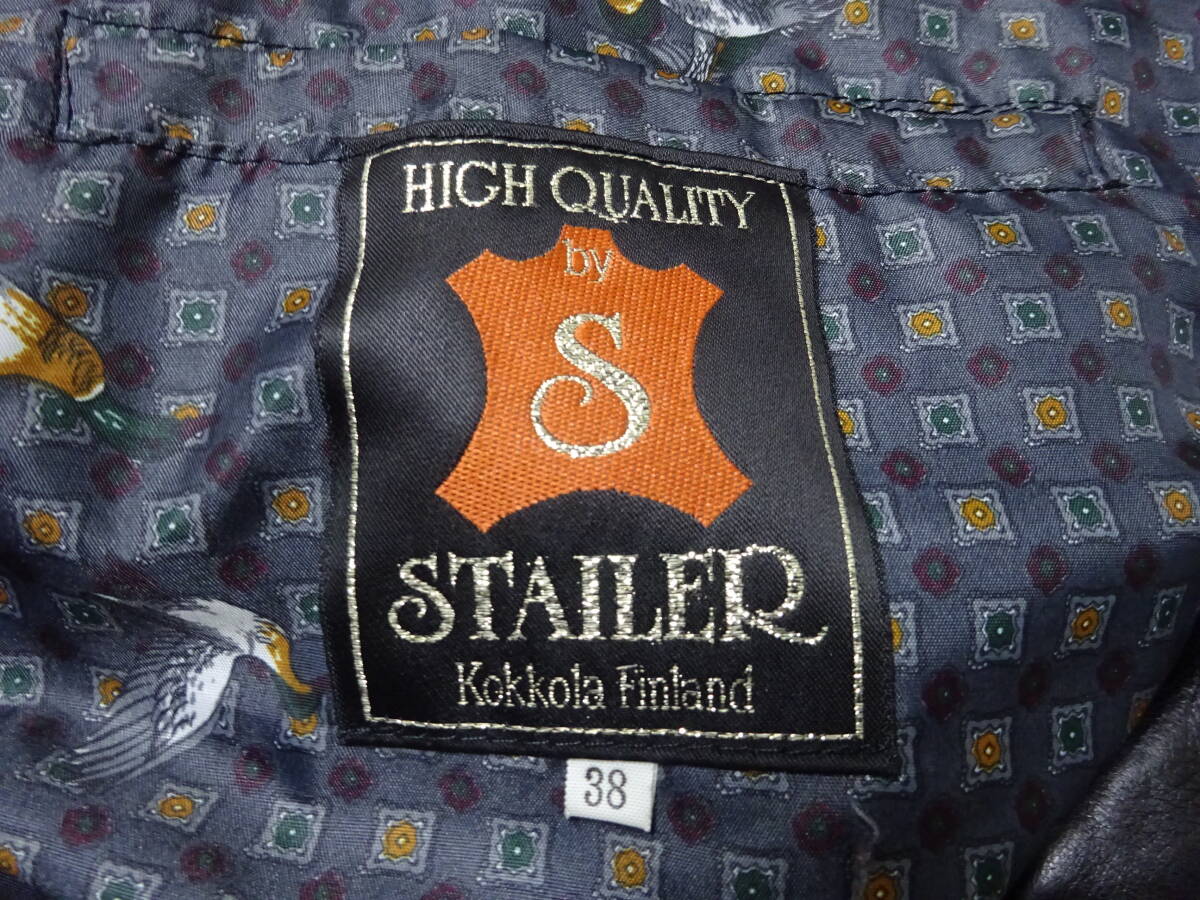 HIGH QUALITY
by
S
STAILER
Kokkola Finland
38